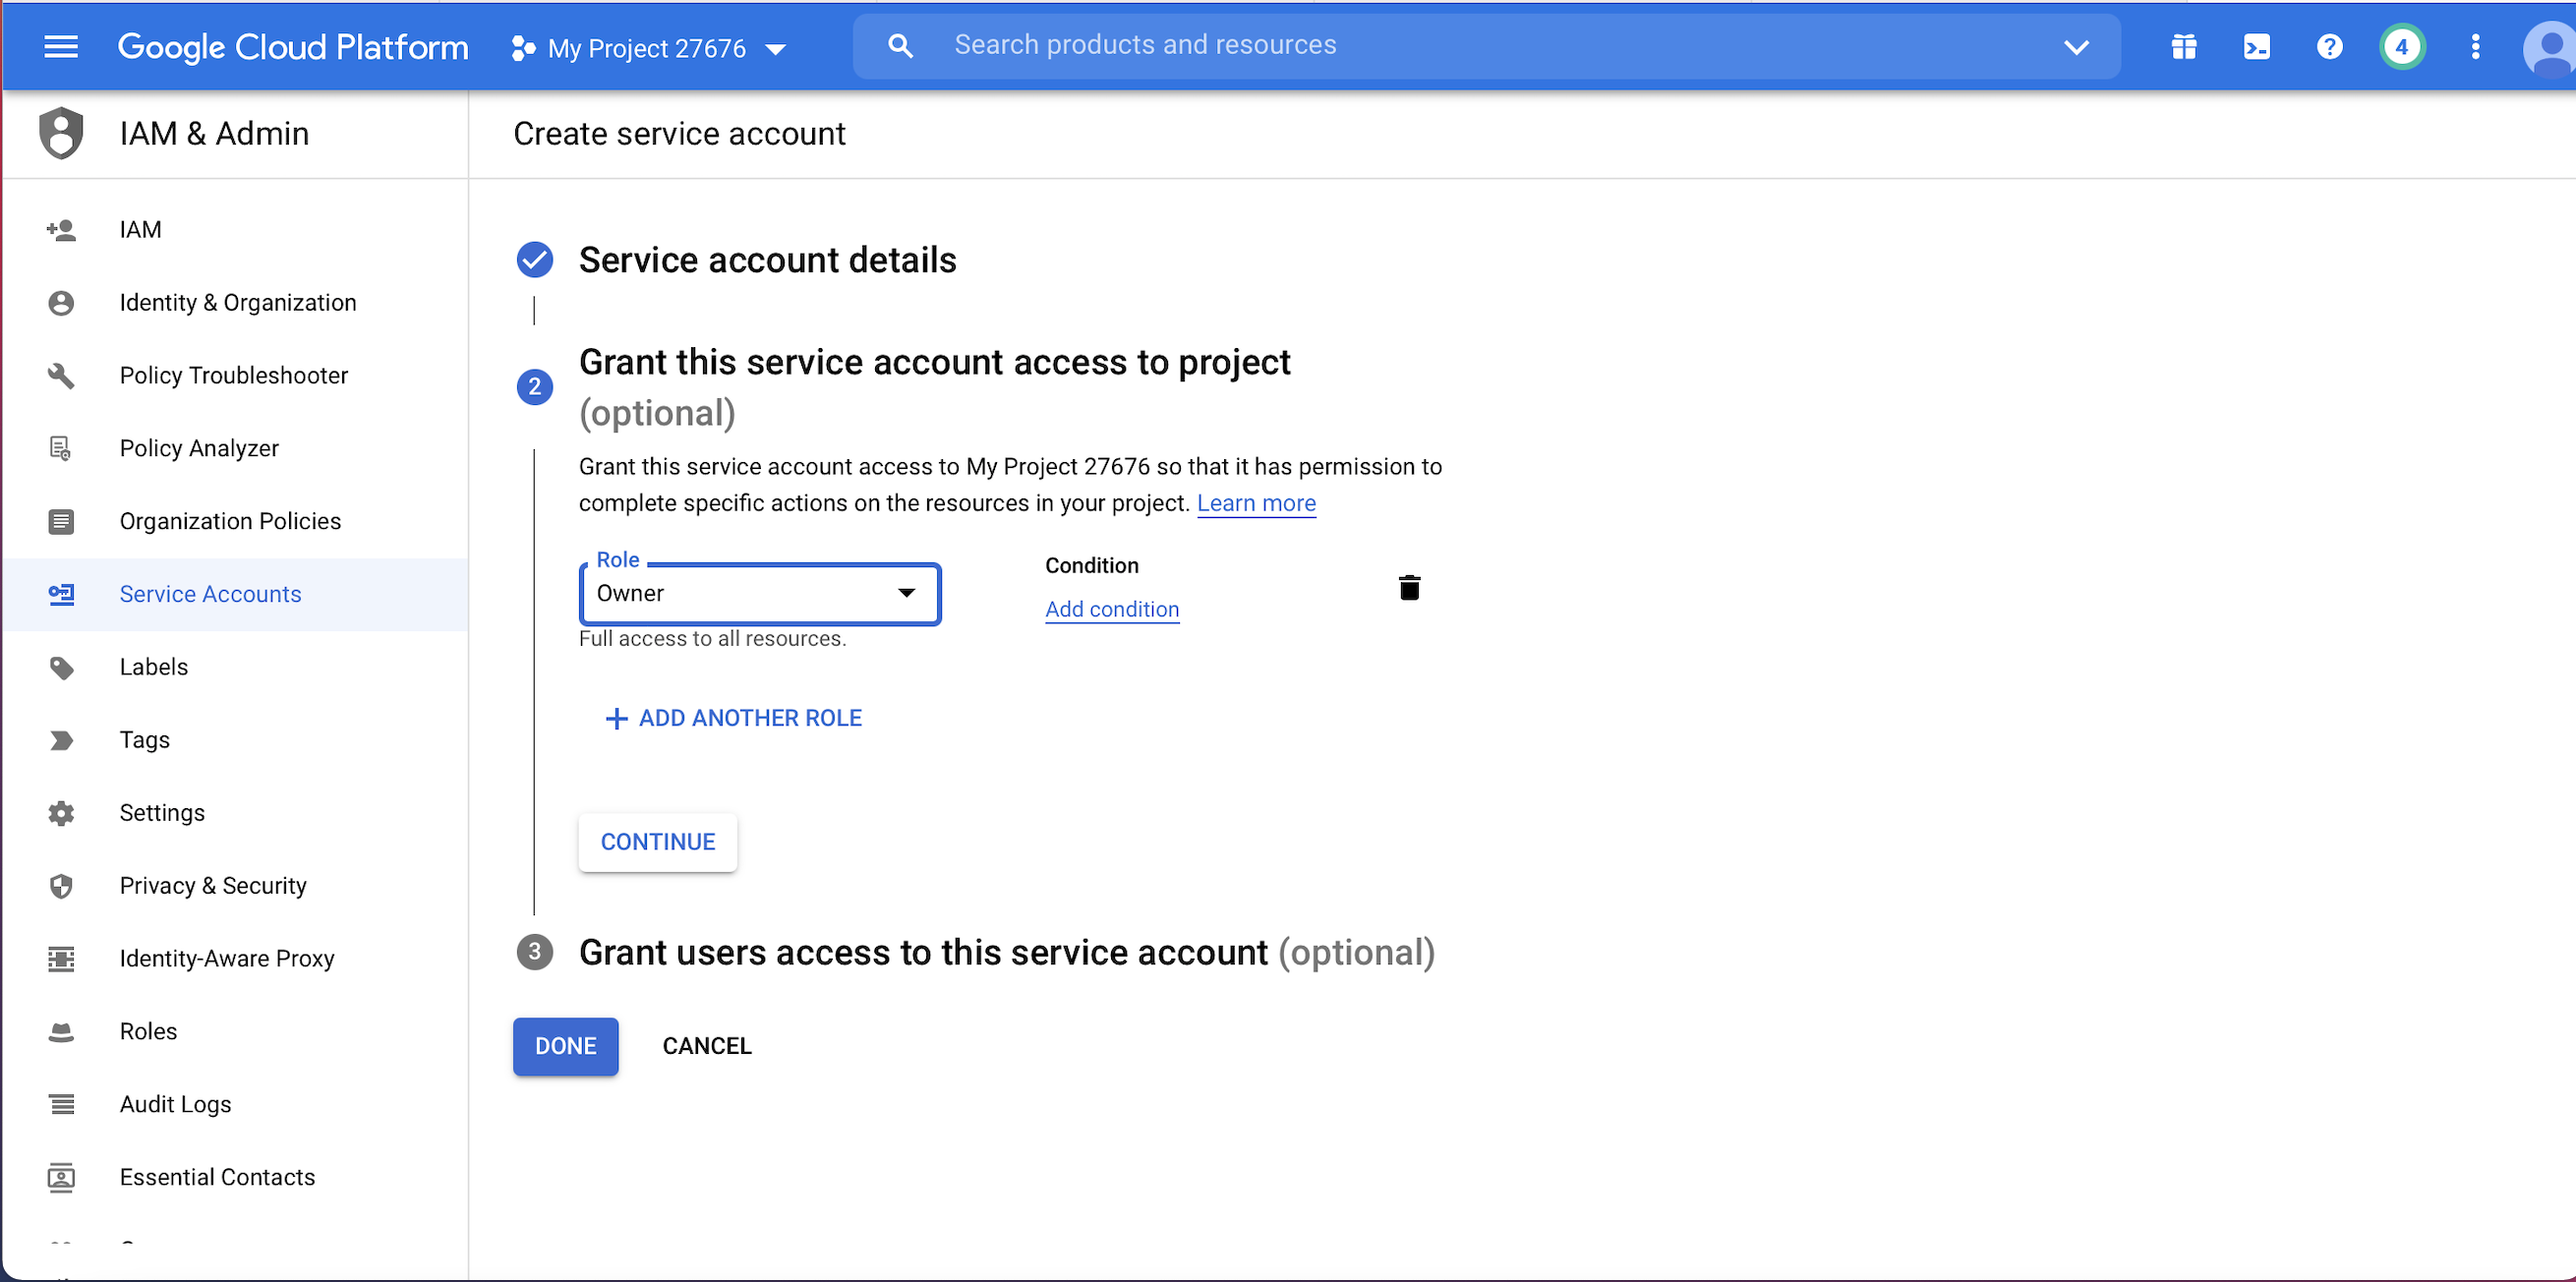 Google Cloud Platform
My Project 27676
Search products and resources
4
IAM & Admin
Create service account
IAM
Identity & Organization
Policy Troubleshooter
Policy Analyzer
Organization Policies
Service Accounts
Labels
Tags
Settings
Privacy & Security
Identity-Aware Proxy
Roles
Audit Logs
Essential Contacts
Service account details
2
Grant this service account access to project
(optional)
Grant this service account access to My Project 27676 so that it has permission to
complete specific actions on the resources in your project. Learn more
Role
Owner
Full access to all resources.
Condition
Add condition
ADD ANOTHER ROLE
CONTINUE
3
Grant users access to this service account (optional)
DONE
CANCEL